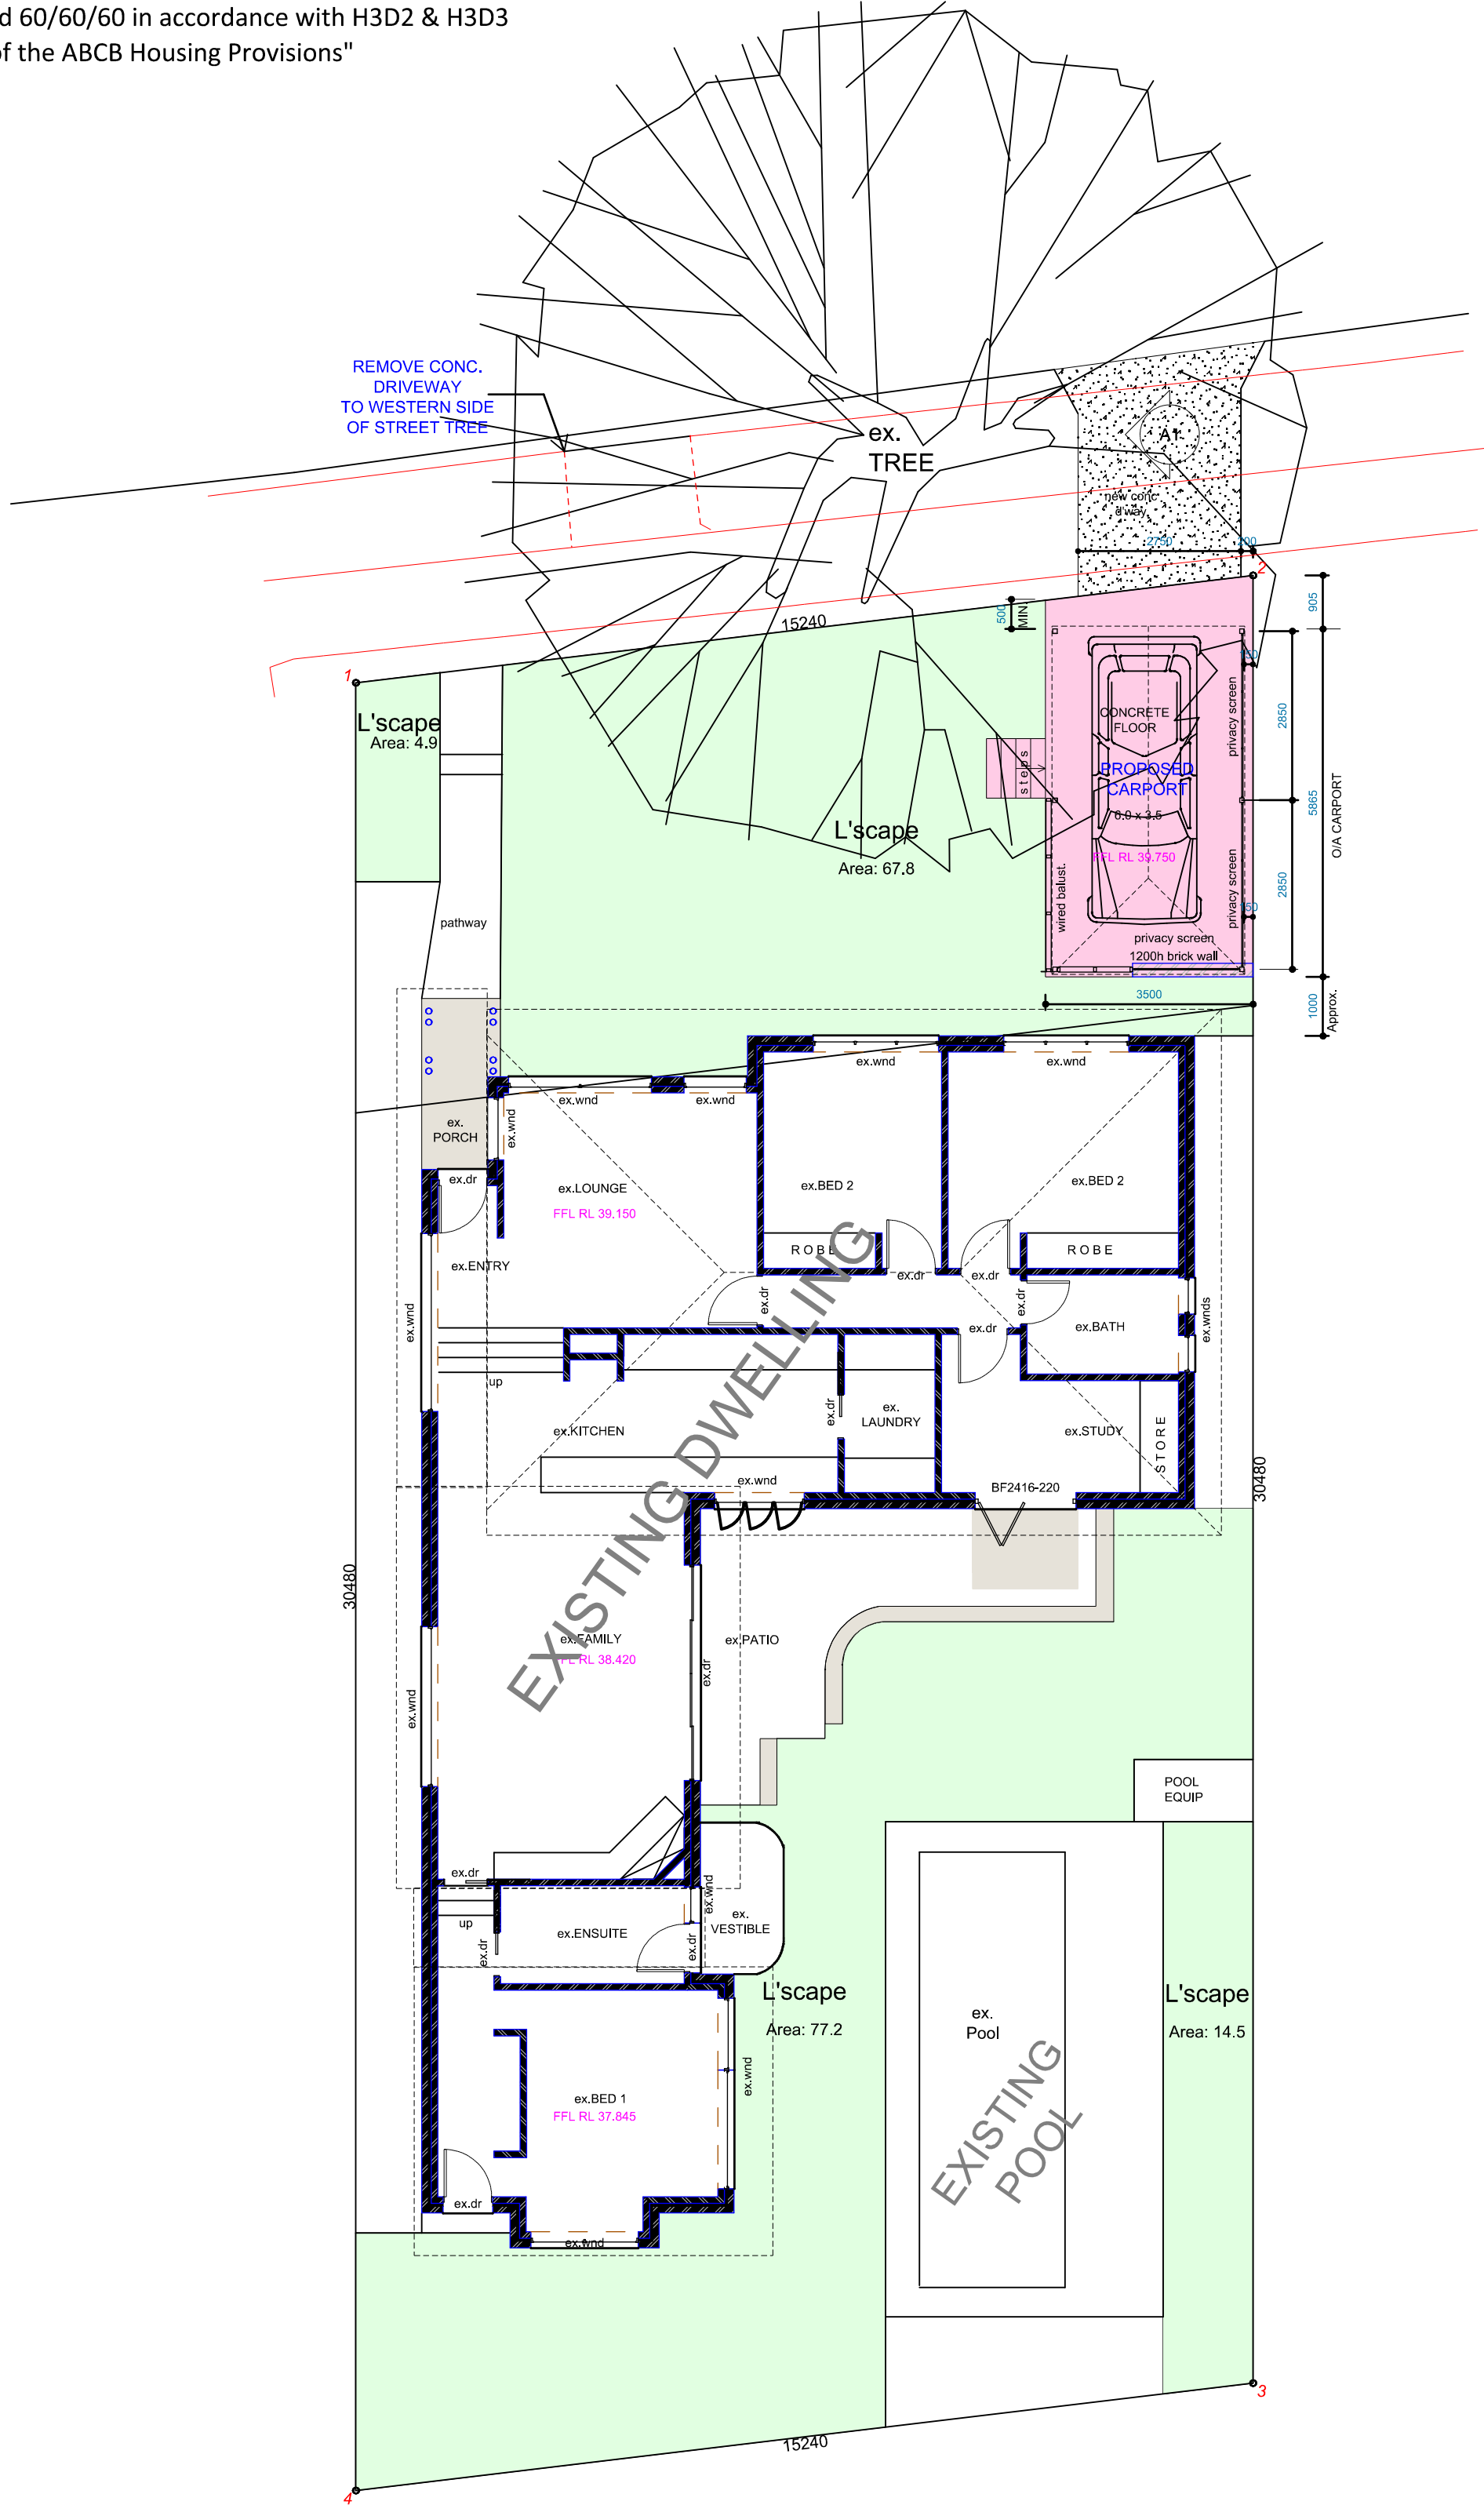 d 60/60/60 in accordance with H3D2 & H3D3
of the ABCB Housing Provisions"
REMOVE CONC.
DRIVEWAY
TO WESTERN SIDE
OF STREET TREE
ex.
TREE
A1
new conc
d'way
2750
200
2
905
500
MIN.
15240
1
L'scape
Area: 4.9
150
CONCRETE
FLOOR
privacy screen
2850
steps
PROPOSED
CARPORT
6.0 x 3.5
5865
O/A CARPORT
L'scape
Area: 67.8
FFL RL 39.750
wired balust.
privacy screen
2850
150
pathway
privacy screen
1200h brick wall
3500
1000
Approx.
ex.wnd
ex.wnd
ex.wnd
ex.wnd
ex.wnd
ex.
PORCH
ex.dr
ex.LOUNGE
FFL RL 39.150
ex.BED 2
ex.BED 2
ROBE
ROBE
ex.ENTRY
ex.dr
ex.dr
ex.dr
ex.dr
ex.dr
ex.BATH
ex.wnds
ex.wnd
up
ex.KITCHEN
ex.dr
ex.
LAUNDRY
ex.STUDY
STORE
ex.wnd
BF2416-220
30480
EXISTING DWELLING
30480
ex.FAMILY
FL RL 38.420
ex.PATIO
ex.dr
ex.wnd
POOL
EQUIP
ex.dr
up
ex.dr
ex.ENSUITE
ex.wnd
ex.dr
ex.
VESTIBLE
L'scape
Area: 77.2
ex.
Pool
L'scape
Area: 14.5
EXISTING
POOL
ex.BED 1
FFL RL 37.845
ex.wnd
ex.dr
ex.wnd
3
15240
4